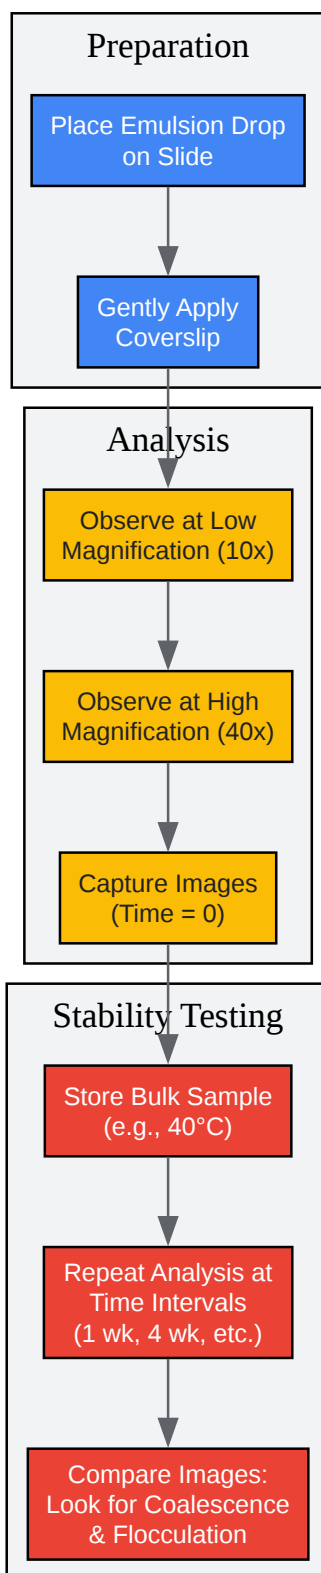 Preparation
Place Emulsion Drop
on Slide
Gently Apply
Coverslip
Analysis
Observe at Low
Magnification (10x)
Observe at High
Magnification (40x)
Capture Images
(Time = 0)
Stability Testing
Store Bulk Sample
(e.g., 40°C)
Repeat Analysis at
Time Intervals
(1 wk, 4 wk, etc.)
Compare Images:
Look for Coalescence
& Flocculation